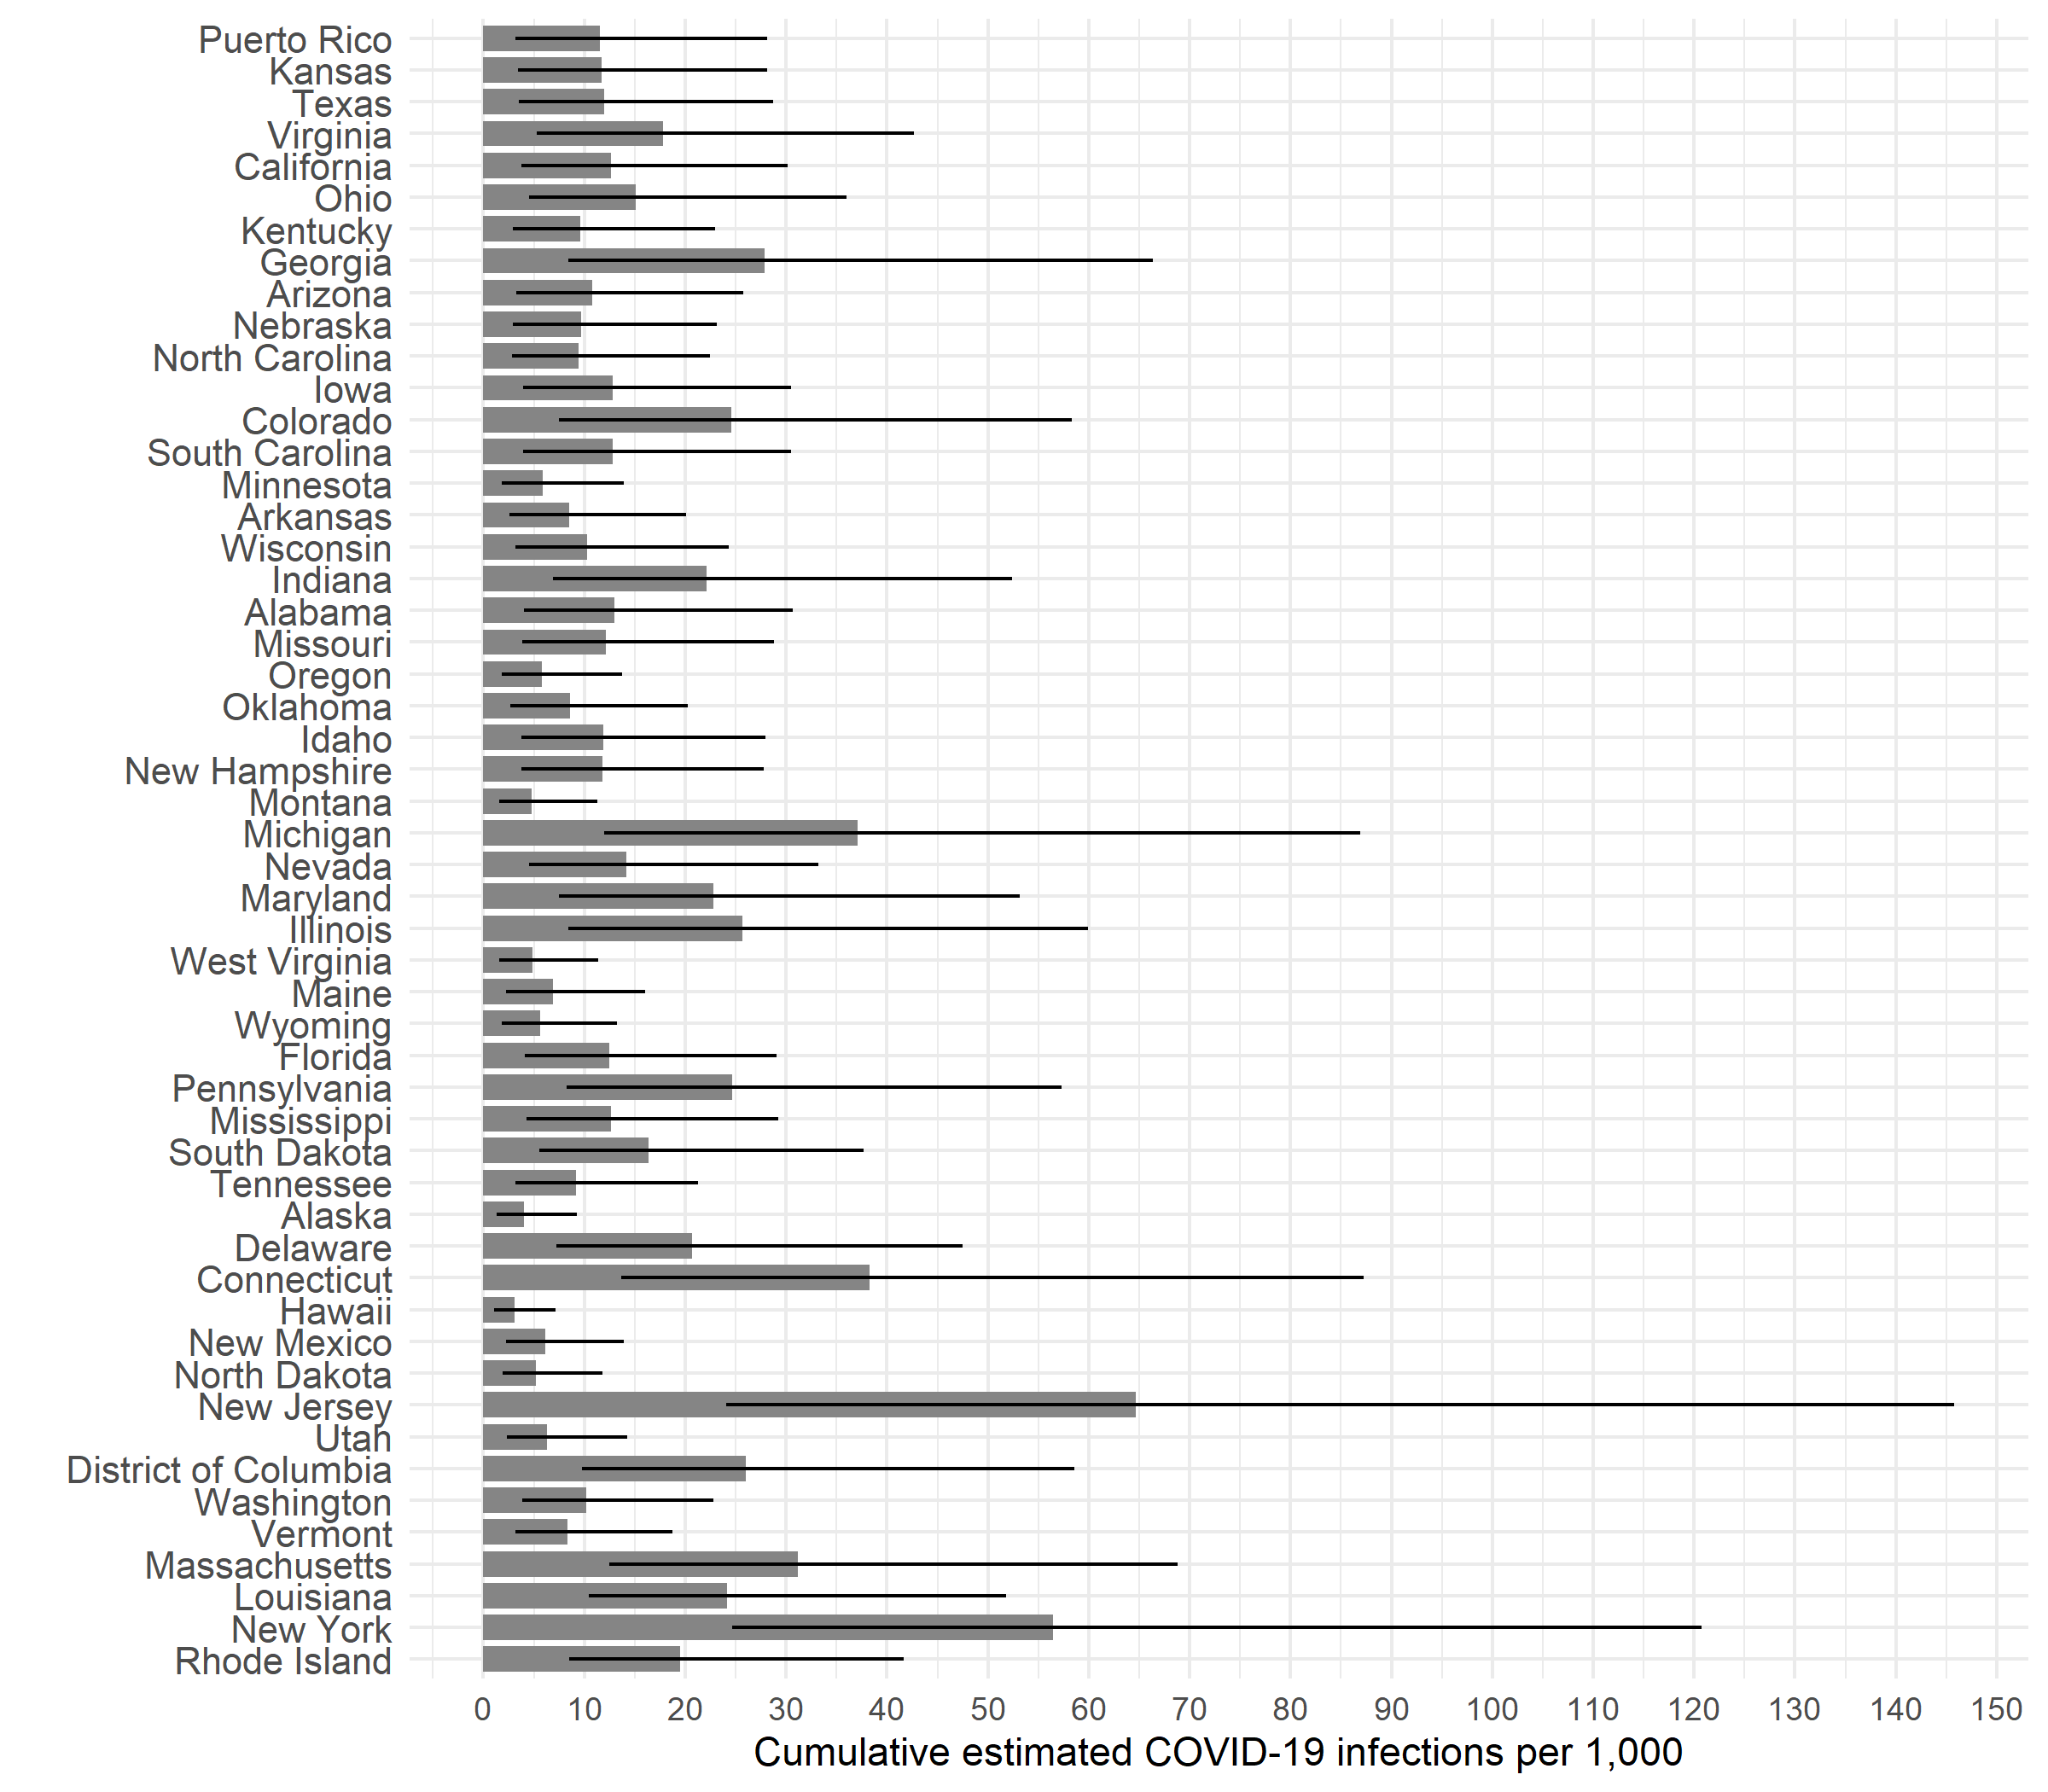 Puerto Rico
Kansas
Texas
Virginia
California
Ohio
Kentucky
Georgia
Arizona
Nebraska
North Carolina
Iowa
Colorado
South Carolina
Minnesota
Arkansas
Wisconsin
Indiana
Alabama
Missouri
Oregon
Oklahoma
Idaho
New Hampshire
Montana
Michigan
Nevada
Maryland
Illinois
West Virginia
Maine
Wyoming
Florida
Pennsylvania
Mississippi
South Dakota
Tennessee
Alaska
Delaware
Connecticut
Hawaii
New Mexico
North Dakota
New Jersey
Utah
District of Columbia
Washington
Vermont
Massachusetts
Louisiana
New York
Rhode Island
0 10 20 30 40 50 60 70 80 90 100 110 120 130 140 150
Cumulative estimated COVID-19 infections per 1,000